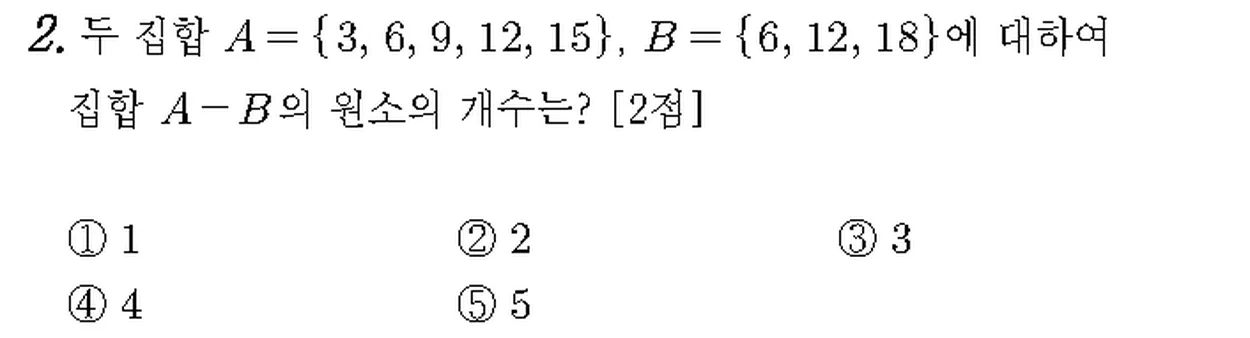 2. 두 집합 A = {3, 6, 9, 12, 15}, B = {6, 12, 18}에 대하여
집합 A - B의 원소의 개수는? [2점]
① 1 ② 2 ③ 3
④ 4 ⑤ 5